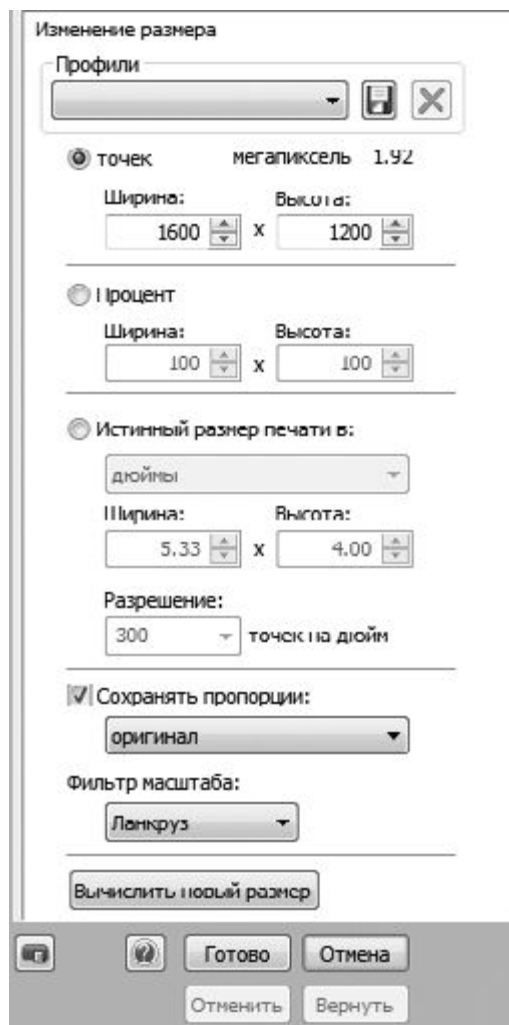 Изменение размера
Профили
точек мегапиксель 1.92
Ширина: Высота:
1600 x 1200
Процент
Ширина: Высота:
100 x 100
Истинный размер печати в:
дюймы
Ширина: Высота:
5.33 x 4.00
Разрешение:
300 точек на дюйм
Сохранять пропорции:
оригинал
Фильтр масштаба:
Ланкруз
Вычислить новый размер
Готово Отмена
Отменить Вернуть